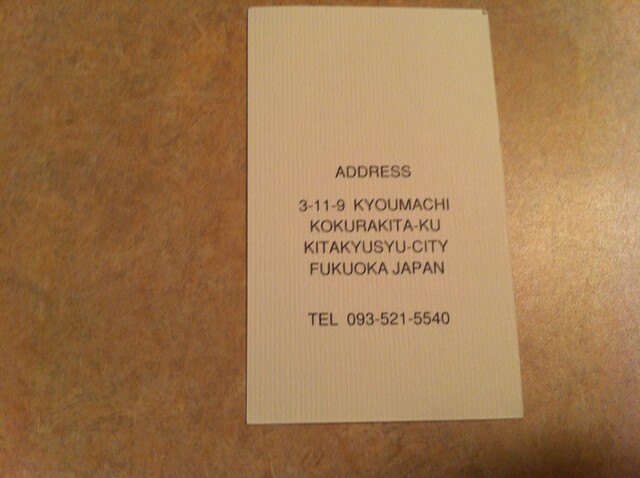 ADDRESS
3-11-9 KYOUMACHI
KOKURAKITA-KU
KITAKYUSYU-CITY
FUKUOKA JAPAN
TEL 093-521-5540